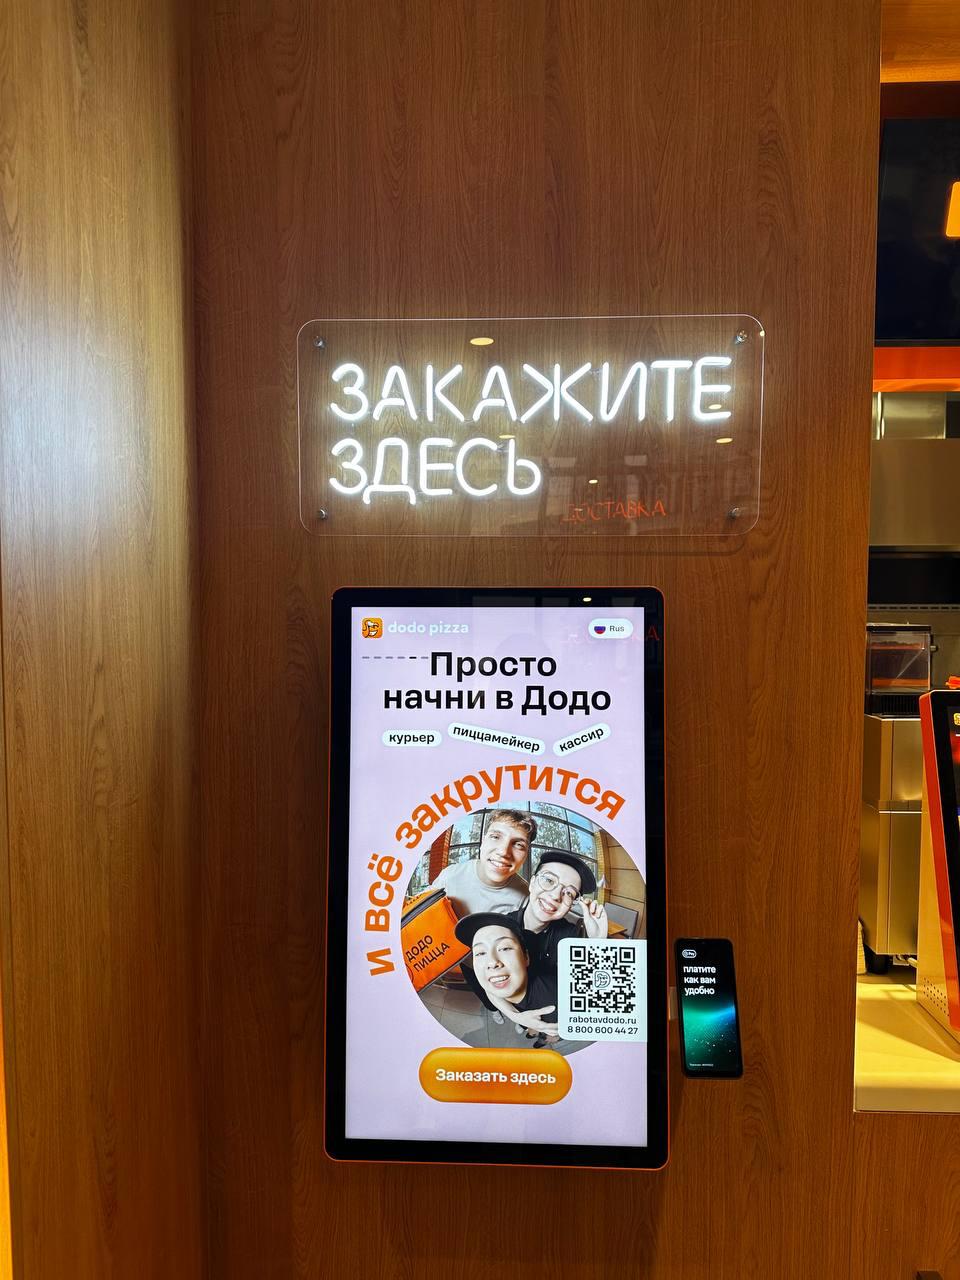 ЗАКАЖИТЕ
ЗДЕСЬ
ДОСТАВКА
dodo pizza
Rus
Просто
начни в Додо
курьер
пиццамейкер
кассир
и всё закрутится
ДОДО
ПИЦЦА
rabotavdodo.ru
8 800 600 44 27
Заказать здесь
Pay
платите
как вам
удобно